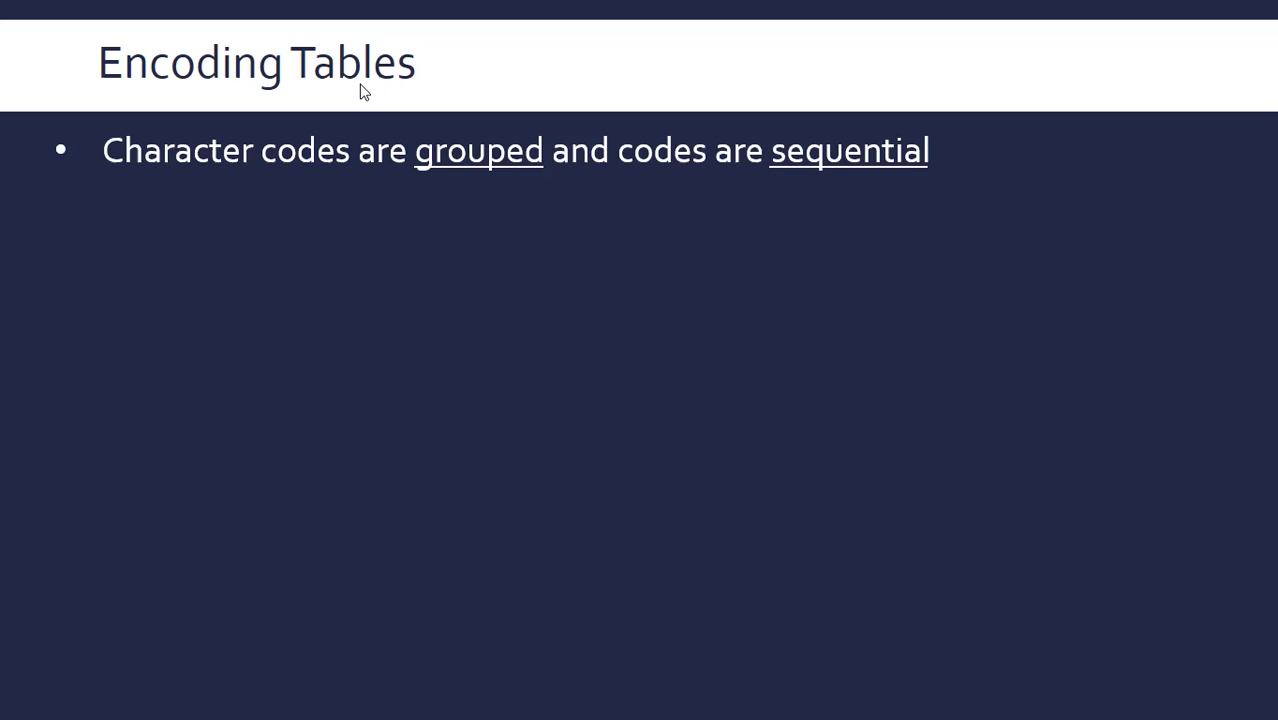 Encoding Tables
• Character codes are grouped and codes are sequential